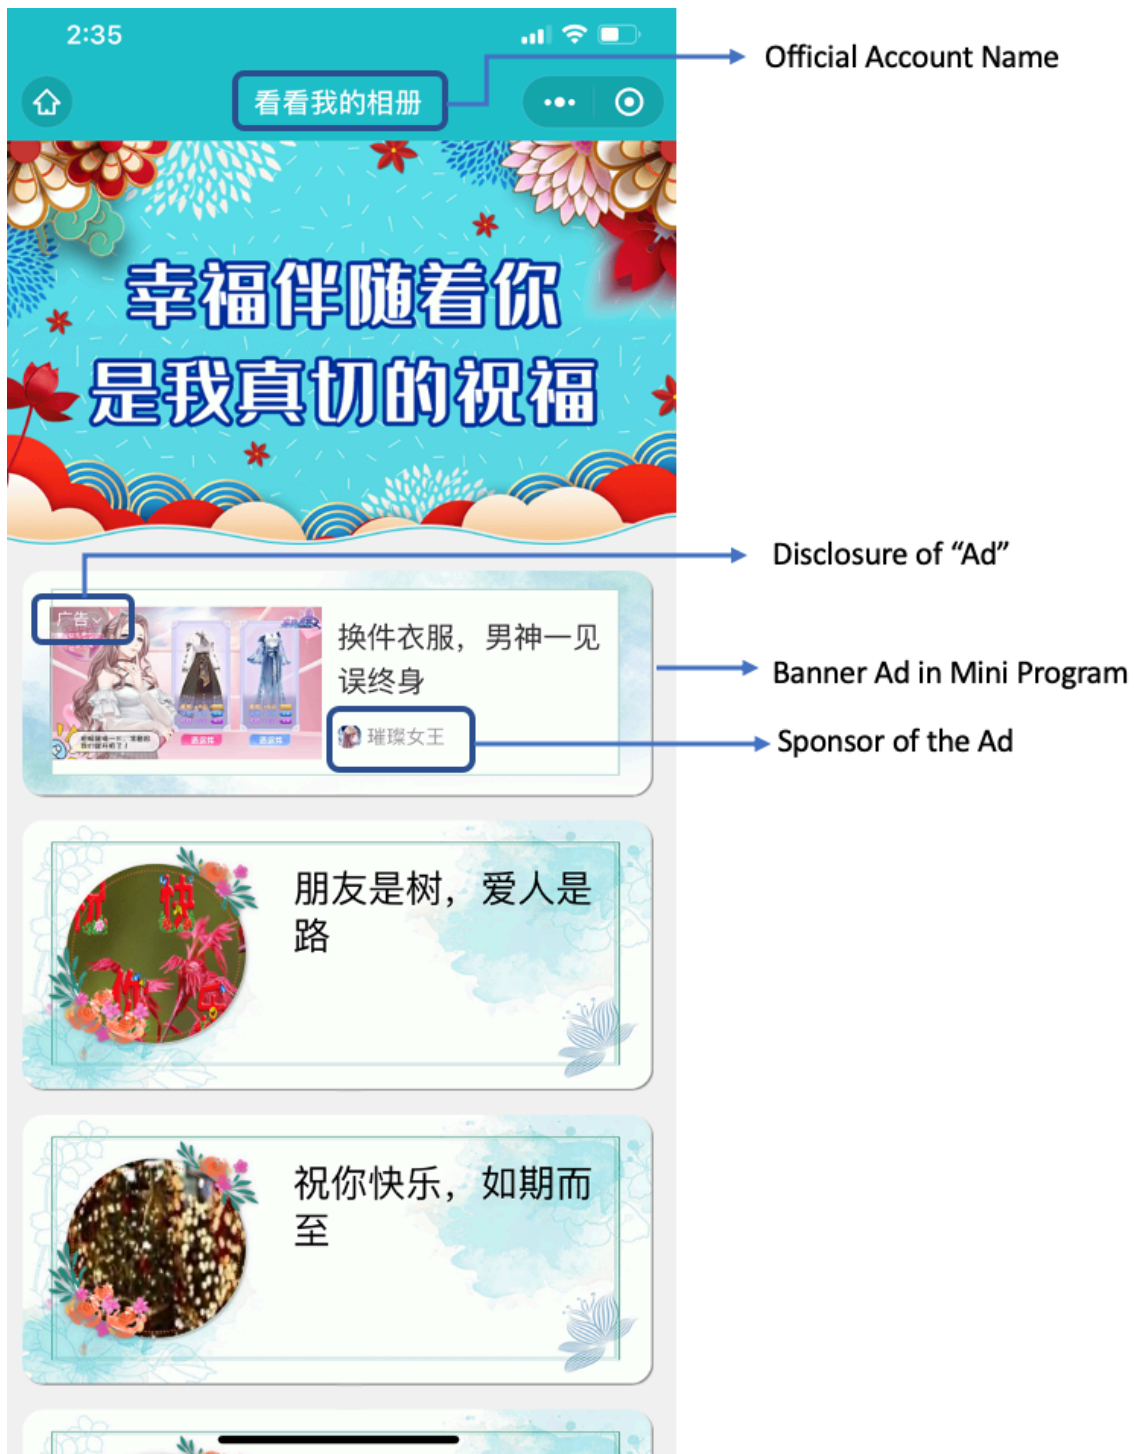 2:35
看看我的相册
Official Account Name
幸福伴随着你
是我真切的祝福
Disclosure of “Ad”
广告
换件衣服，男神一见
误终身
Banner Ad in Mini Program
璀璨女王
Sponsor of the Ad
朋友是树，爱人是
路
祝你快乐，如期而
至